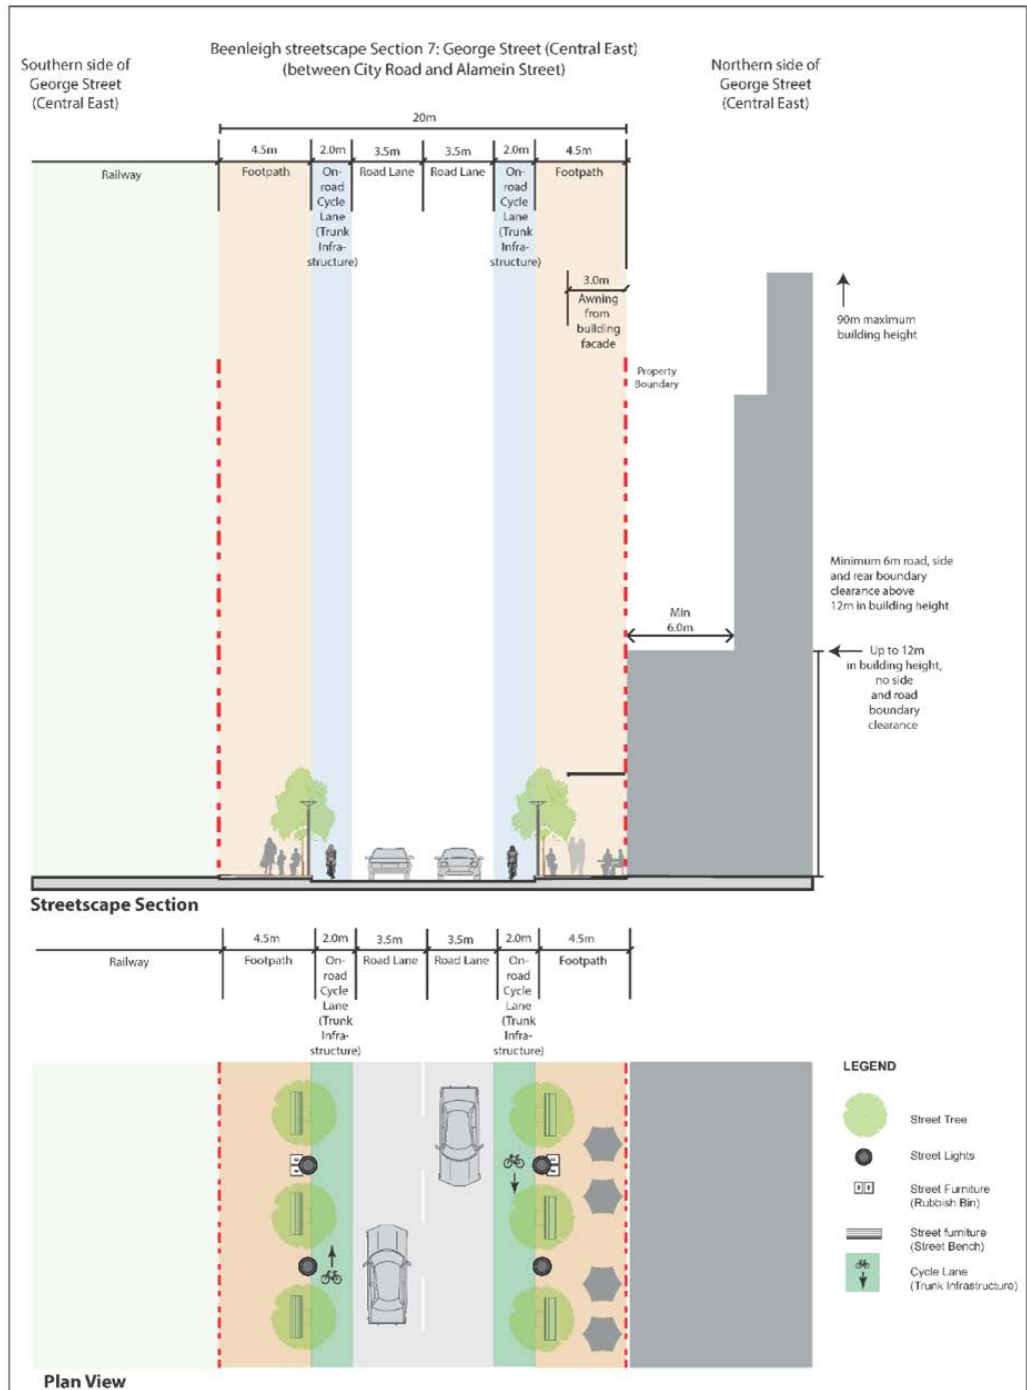 Beenleigh streetscape Section 7: George Street (Central East)
(between City Road and Alamein Street)
Southern side of
George Street
(Central East)
Northern side of
George Street
(Central East)
20m
4.5m
2.0m
3.5m
3.5m
2.0m
4.5m
Railway
Footpath
On-
road
Cycle
Lane
(Trunk
Infra-
structure)
Road Lane
Road Lane
On-
road
Cycle
Lane
(Trunk
Infra-
structure)
Footpath
3.0m
Awning
from
building
facade
90m maximum
building height
Property
Boundary
Minimum 6m road, side
and rear boundary
clearance above
12m in building height
Min
6.0m
Up to 12m
in building height,
no side
and road
boundary
clearance
Streetscape Section
4.5m
2.0m
3.5m
3.5m
2.0m
4.5m
Railway
Footpath
On-
road
Cycle
Lane
(Trunk
Infra-
structure)
Road Lane
Road Lane
On-
road
Cycle
Lane
(Trunk
Infra-
structure)
Footpath
LEGEND
Street Tree
Street Lights
Street Furniture
(Rubbish Bin)
Street furniture
(Street Bench)
Cycle Lane
(Trunk Infrastructure)
Plan View